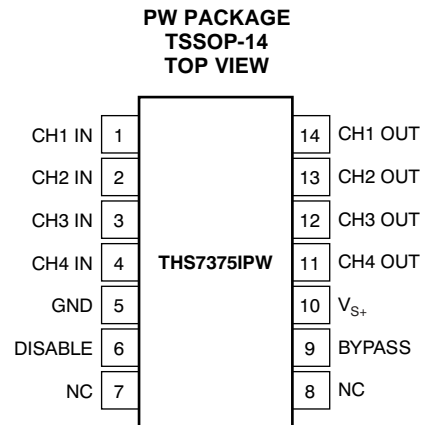 PW PACKAGE
TSSOP-14
TOP VIEW
CH1 IN 1 14 CH1 OUT
CH2 IN 2 13 CH2 OUT
CH3 IN 3 12 CH3 OUT
CH4 IN 4 THS7375IPW 11 CH4 OUT
GND 5 10 VS+
DISABLE 6 9 BYPASS
NC 7 8 NC